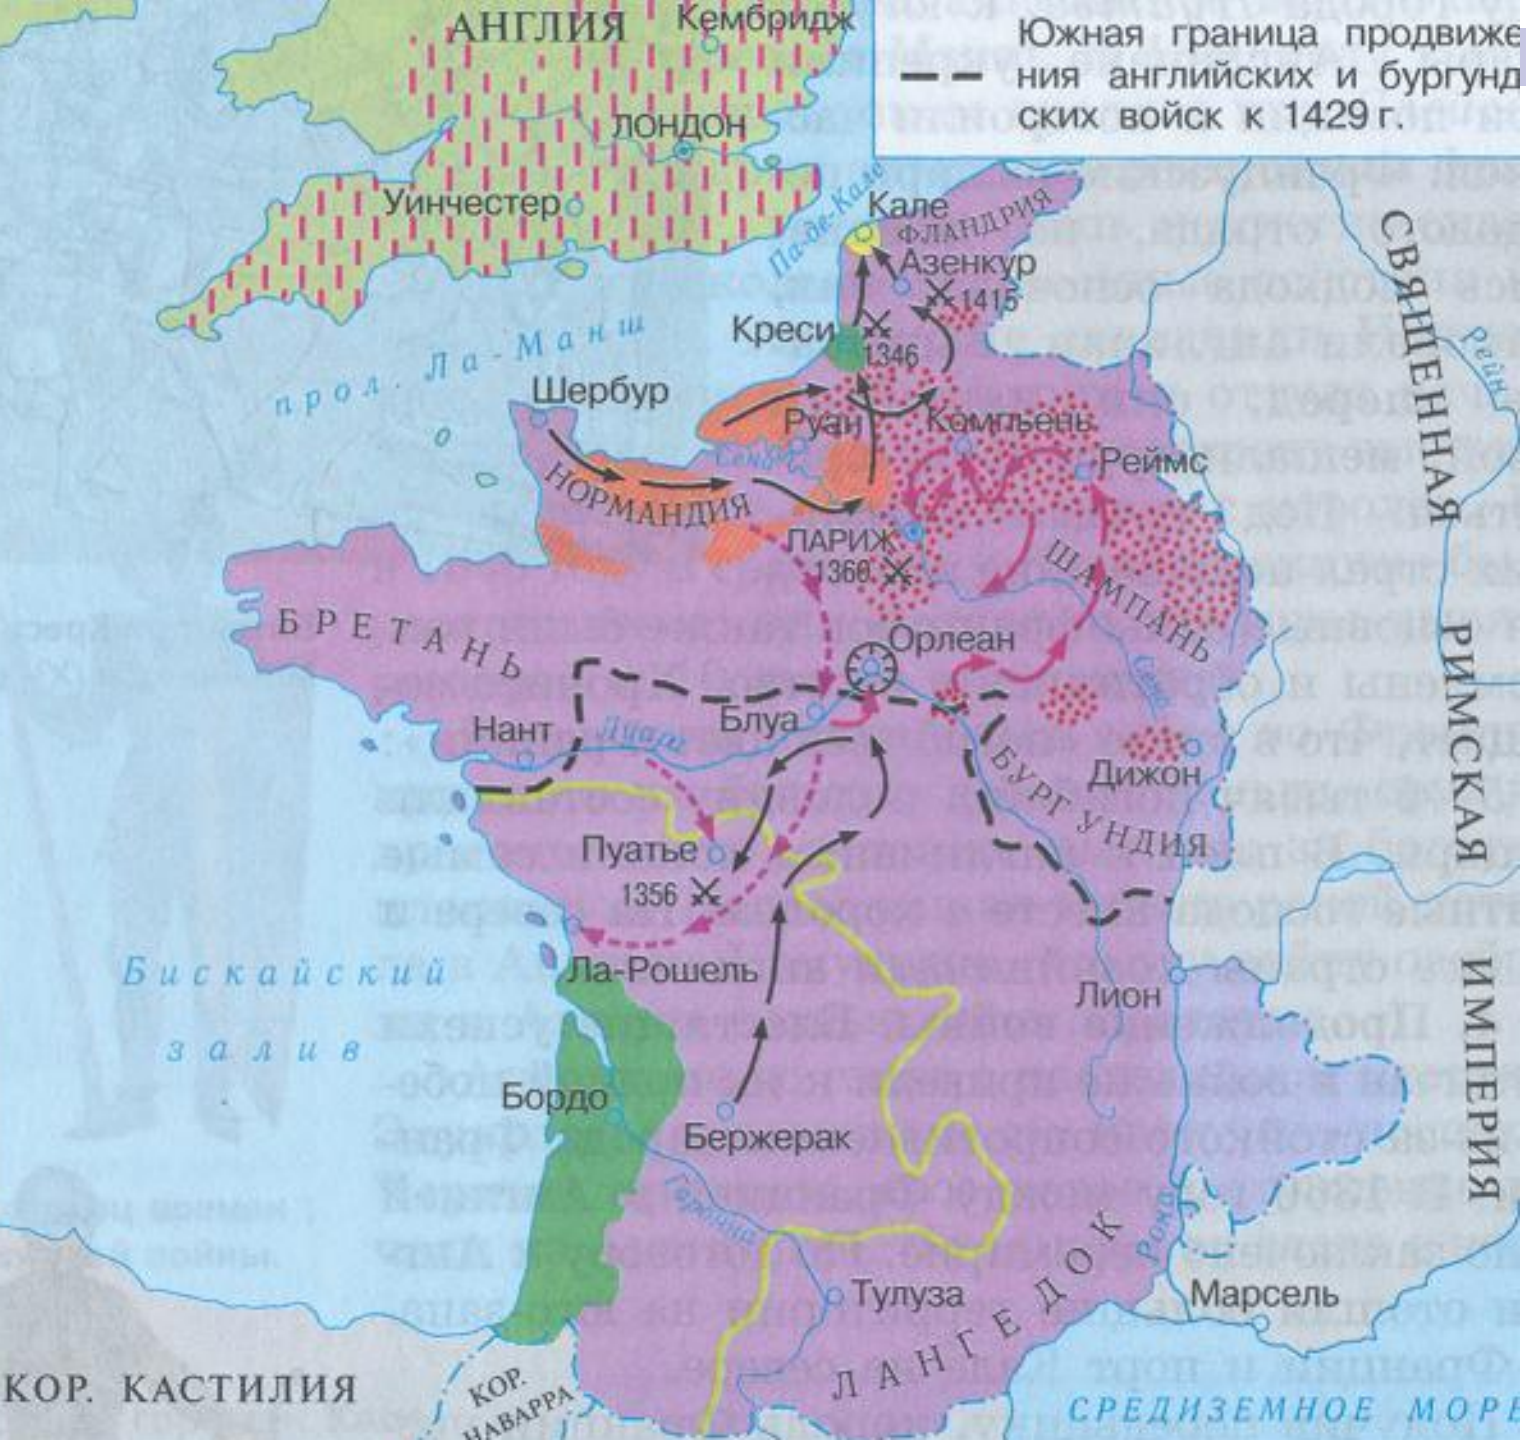 АНГЛИЯ
Кембридж
Южная граница продвиже
ния английских и бургунд
ских войск к 1429 г.
ЛОНДОН
Уинчестер
Па-де-Кале
Кале
ФЛАНДРИЯ
Азенкур
1415
СВЯЩЕННАЯ
РИМСКАЯ
ИМПЕРИЯ
Рейн
прол. Ла-Манш
Креси
1346
Шербур
Руан
Компьень
Сена
Реймс
НОРМАНДИЯ
ПАРИЖ
1360
ШАМПАНЬ
БРЕТАНЬ
Орлеан
Сена
Блуа
Нант
Луара
Дижон
БУРГУНДИЯ
Пуатье
1356
Бискайский
залив
Ла-Рошель
Лион
Бордо
Бержерак
Гаронна
Рона
Тулуза
ЛАНГЕДОК
Марсель
КОР. КАСТИЛИЯ
КОР.
НАВАРРА
СРЕДИЗЕМНОЕ МОРЕ